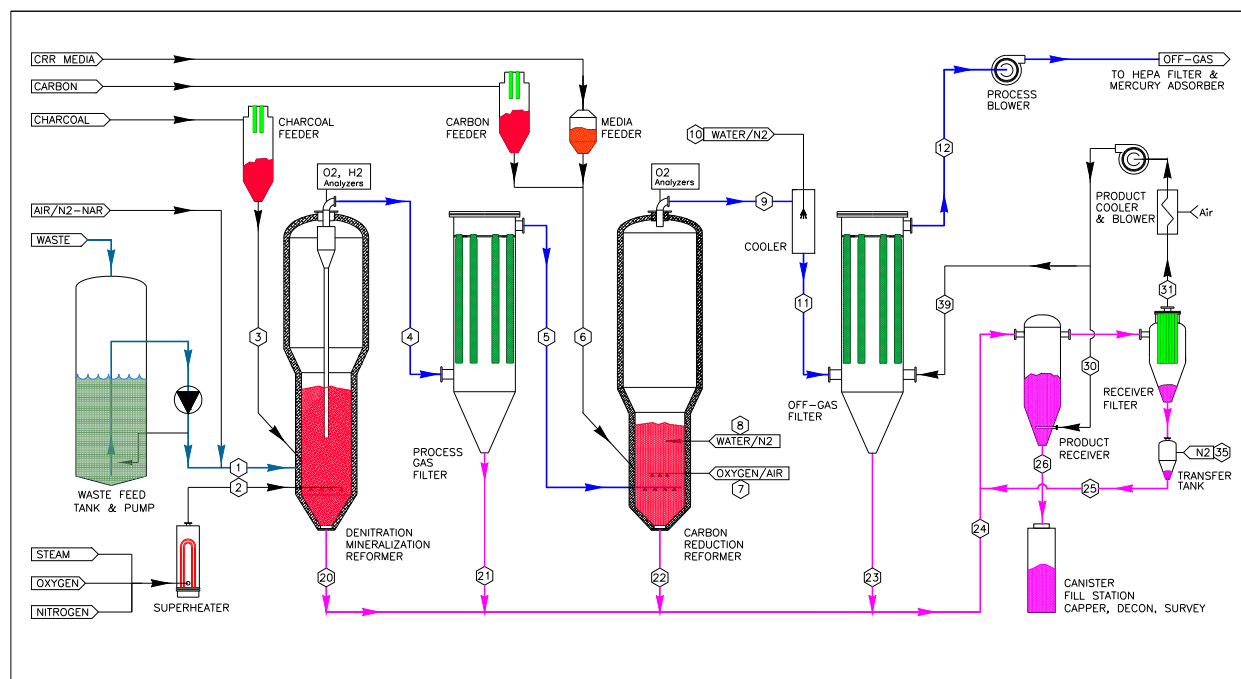 CRR MEDIA
CARBON
CHARCOAL
CHARCOAL
FEEDER
CARBON
FEEDER
MEDIA
FEEDER
10
WATER/N2
12
PROCESS
BLOWER
OFF-GAS
TO HEPA FILTER &
MERCURY ADSORBER
O2, H2
Analyzers
O2
Analyzers
9
COOLER
PRODUCT
COOLER
& BLOWER
Air
AIR/N2-NAR
WASTE
3
4
5
6
11
39
31
30
OFF-GAS
FILTER
RECEIVER
FILTER
8
WATER/N2
OXYGEN/AIR
7
PROCESS
GAS
FILTER
PRODUCT
RECEIVER
N2
35
TRANSFER
TANK
1
2
26
25
24
WASTE FEED
TANK & PUMP
STEAM
OXYGEN
NITROGEN
SUPERHEATER
DENITRATION
MINERALIZATION
REFORMER
CARBON
REDUCTION
REFORMER
20
21
22
23
CANISTER
FILL STATION
CAPPER, DECON, SURVEY